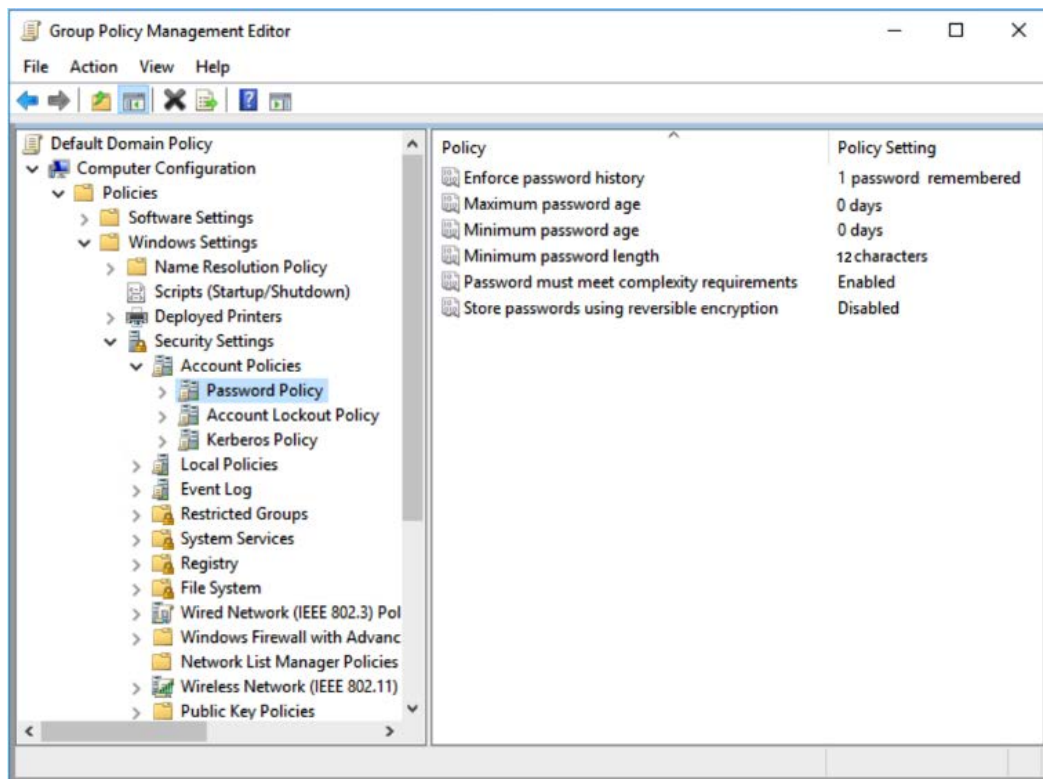 Group Policy Management Editor
File Action View Help
Default Domain Policy
Computer Configuration
Policies
Software Settings
Windows Settings
Name Resolution Policy
Scripts (Startup/Shutdown)
Deployed Printers
Security Settings
Account Policies
Password Policy
Account Lockout Policy
Kerberos Policy
Local Policies
Event Log
Restricted Groups
System Services
Registry
File System
Wired Network (IEEE 802.3) Pol
Windows Firewall with Advanc
Network List Manager Policies
Wireless Network (IEEE 802.11)
Public Key Policies
Policy Policy Setting
Enforce password history 1 password remembered
Maximum password age 0 days
Minimum password age 0 days
Minimum password length 12 characters
Password must meet complexity requirements Enabled
Store passwords using reversible encryption Disabled